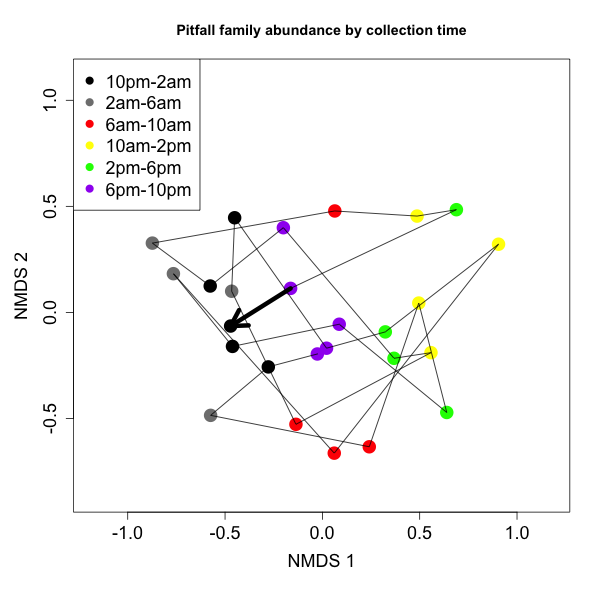 Pitfall family abundance by collection time
10pm-2am
2am-6am
6am-10am
10am-2pm
2pm-6pm
6pm-10pm
1.0
0.5
0.0
-0.5
NMDS 2
-1.0 -0.5 0.0 0.5 1.0
NMDS 1